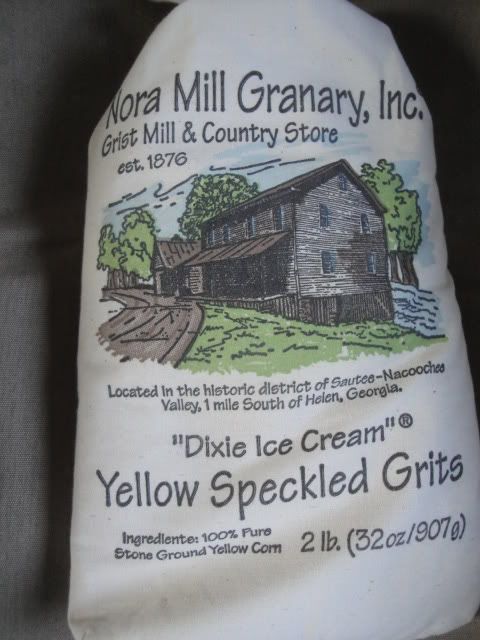 Nora Mill Granary, Inc.
Grist Mill & Country Store
est. 1876
Located in the historic district of Sautee-Nacoochee
Valley, 1 mile South of Helen, Georgia.
"Dixie Ice Cream"®
Yellow Speckled Grits
Ingredients: 100% Pure
Stone Ground Yellow Corn
2 lb. (32oz/907g)